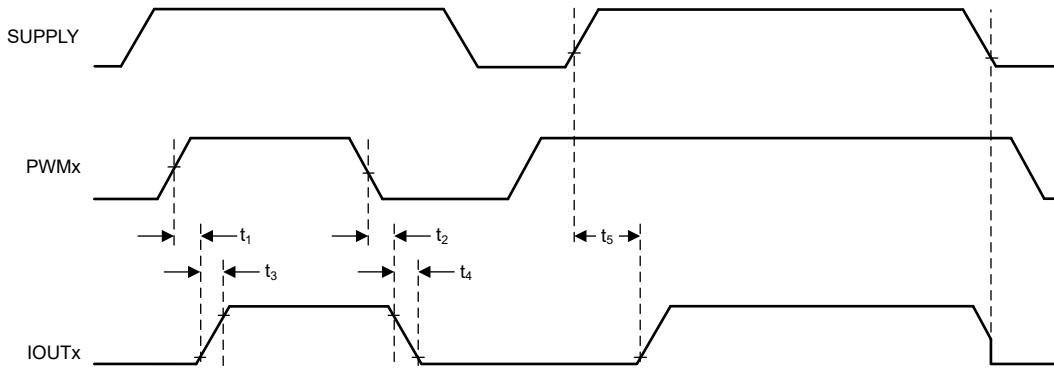 SUPPLY
PWMx
t₁
t₂
t₅
t₃
t₄
IOUTx